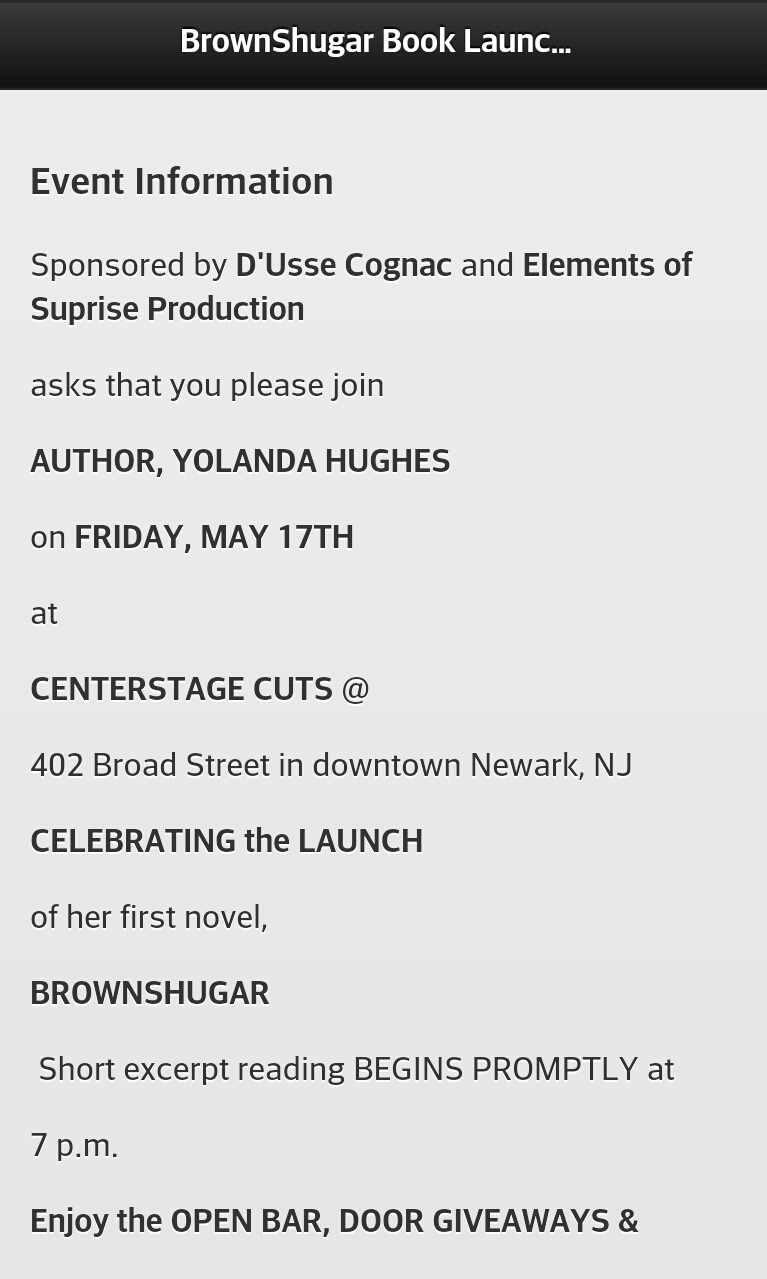 BrownShugar Book Launc...
Event Information
Sponsored by D'Usse Cognac and Elements of
Suprise Production
asks that you please join
AUTHOR, YOLANDA HUGHES
on FRIDAY, MAY 17TH
at
CENTERSTAGE CUTS @
402 Broad Street in downtown Newark, NJ
CELEBRATING the LAUNCH
of her first novel,
BROWNSHUGAR
Short excerpt reading BEGINS PROMPTLY at
7 p.m.
Enjoy the OPEN BAR, DOOR GIVEAWAYS &